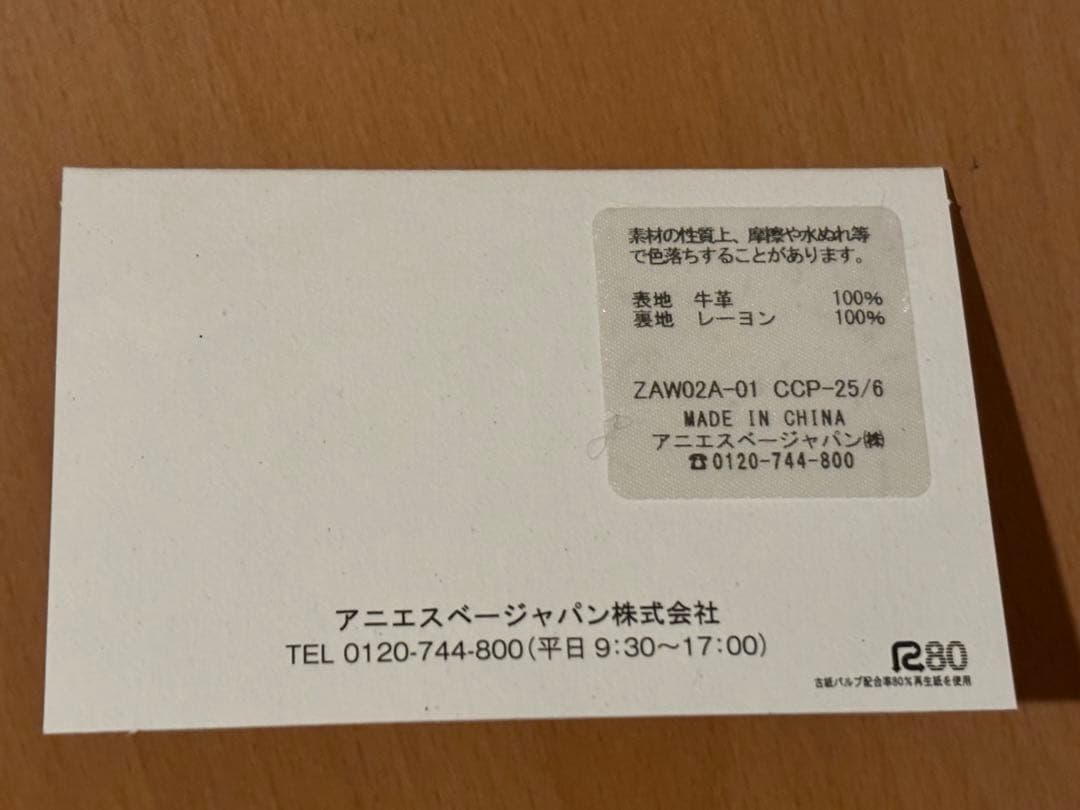 素材の性質上、摩擦や水ぬれ等
で色落ちすることがあります。
表地 牛革 100%
裏地 レーヨン 100%
ZAW02A-01 CCP-25/6
MADE IN CHINA
アニエスベージャパン㈱
☎0120-744-800
アニエスベージャパン株式会社
TEL 0120-744-800(平日 9:30〜17:00)
R80
古紙パルプ配合率80%再生紙を使用